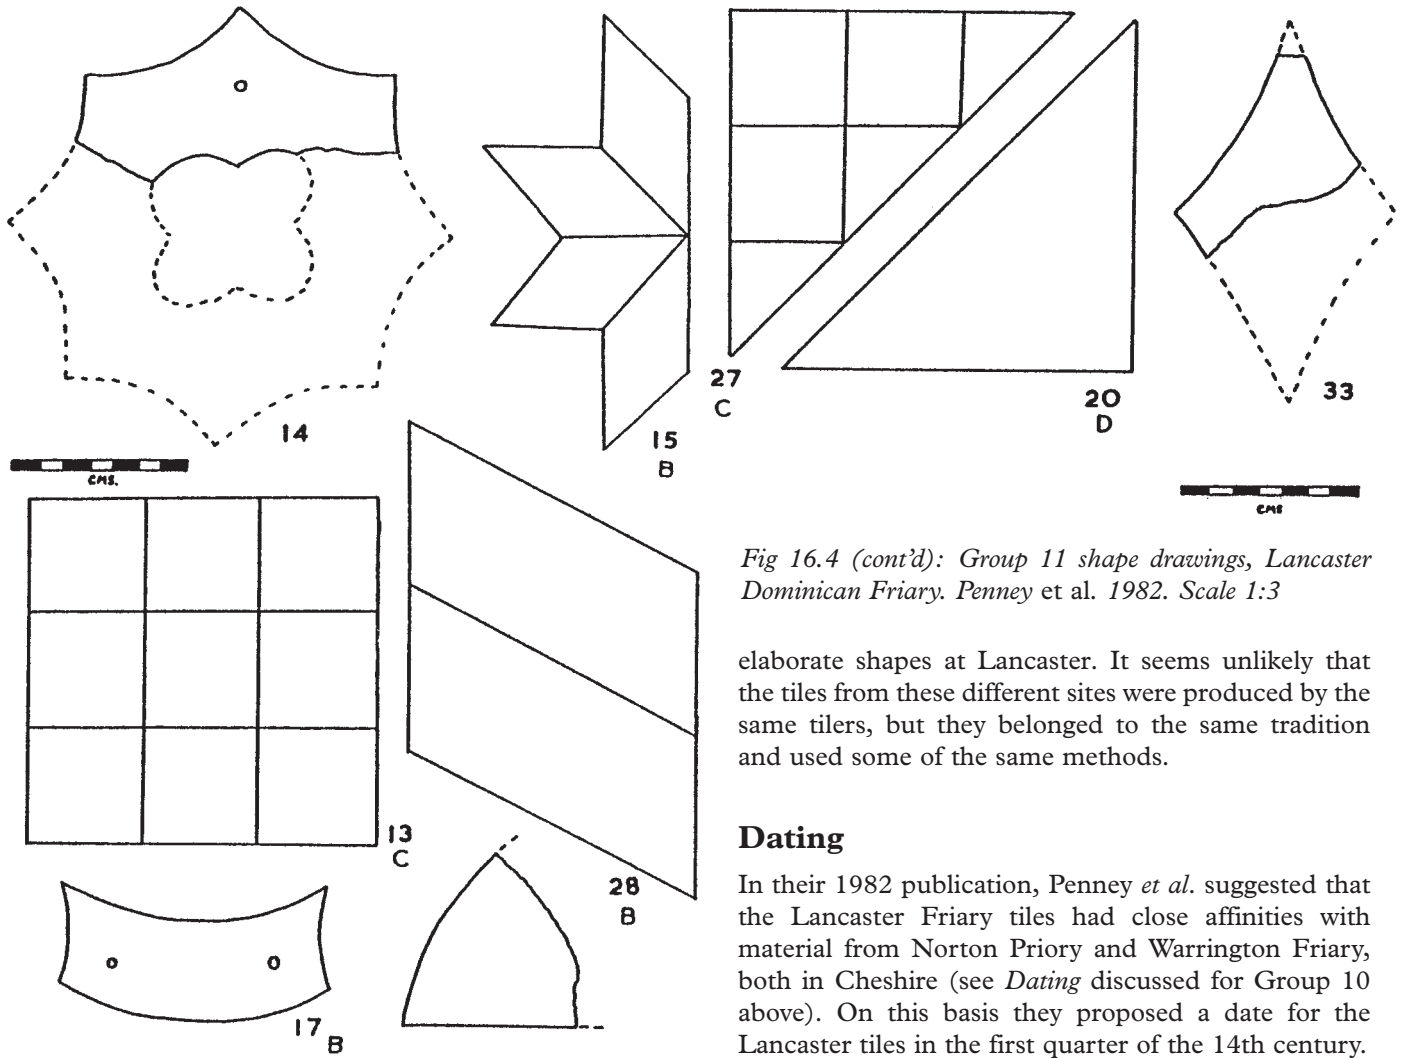 14
15
B
27
C
20
D
33
CMS.
CMS
13
C
28
B
17
B
Fig 16.4 (cont’d): Group 11 shape drawings, Lancaster
Dominican Friary. Penney et al. 1982. Scale 1:3
elaborate shapes at Lancaster. It seems unlikely that
the tiles from these different sites were produced by the
same tilers, but they belonged to the same tradition
and used some of the same methods.
Dating
In their 1982 publication, Penney et al. suggested that
the Lancaster Friary tiles had close affinities with
material from Norton Priory and Warrington Friary,
both in Cheshire (see Dating discussed for Group 10
above). On this basis they proposed a date for the
Lancaster tiles in the first quarter of the 14th century.